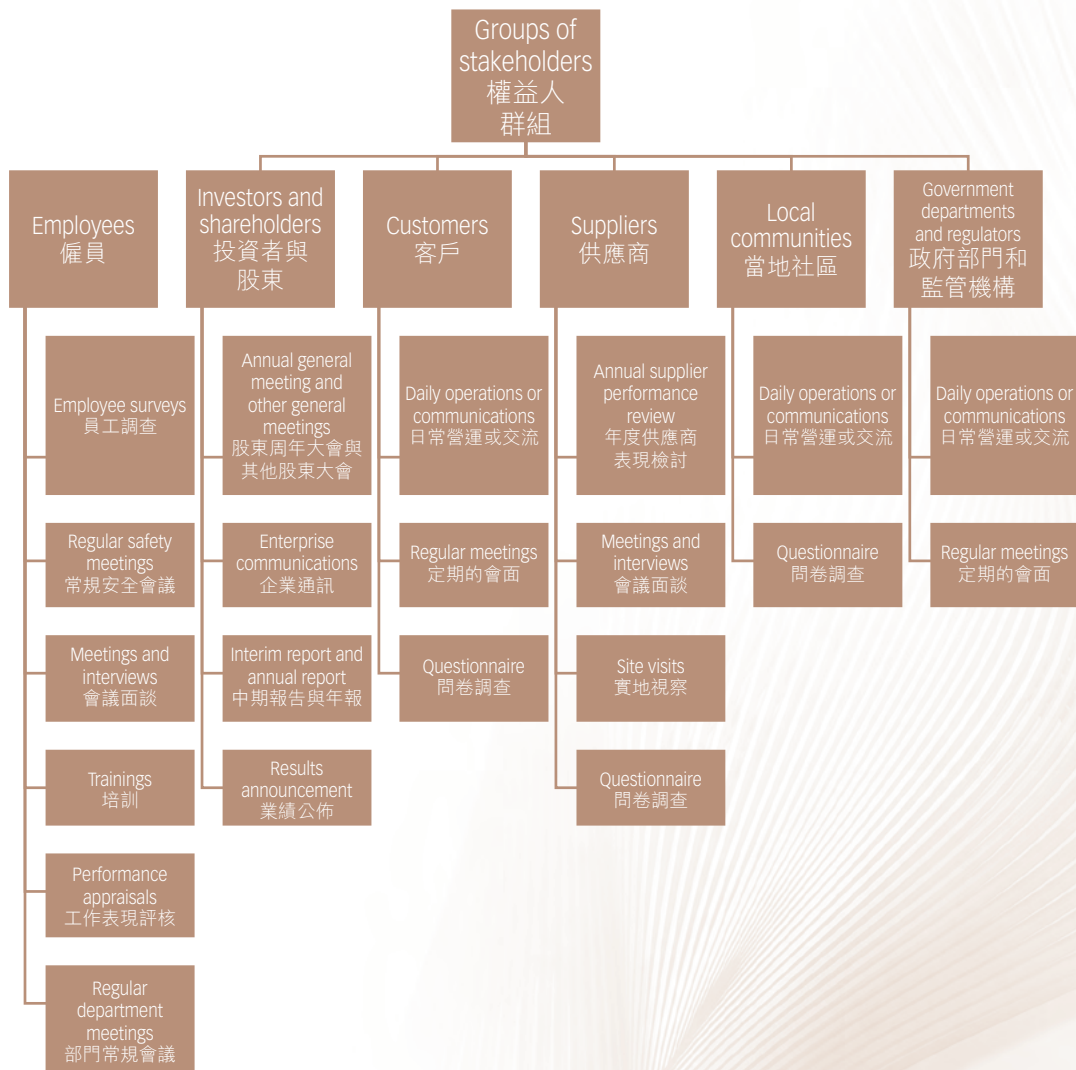 Groups of
stakeholders
權益人
群組
Employees
僱員
Investors and
shareholders
投資者與
股東
Customers
客戶
Suppliers
供應商
Local
communities
當地社區
Government
departments
and regulators
政府部門和
監管機構
Employee surveys
員工調查
Annual general
meeting and
other general
meetings
股東周年大會與
其他股東大會
Daily operations or
communications
日常營運或交流
Annual supplier
performance
review
年度供應商
表現檢討
Daily operations or
communications
日常營運或交流
Daily operations or
communications
日常營運或交流
Regular safety
meetings
常規安全會議
Enterprise
communications
企業通訊
Regular meetings
定期的會面
Meetings and
interviews
會議面談
Questionnaire
問卷調查
Regular meetings
定期的會面
Meetings and
interviews
會議面談
Interim report and
annual report
中期報告與年報
Questionnaire
問卷調查
Site visits
實地視察
Trainings
培訓
Results
announcement
業績公佈
Questionnaire
問卷調查
Performance
appraisals
工作表現評核
Regular
department
meetings
部門常規會議